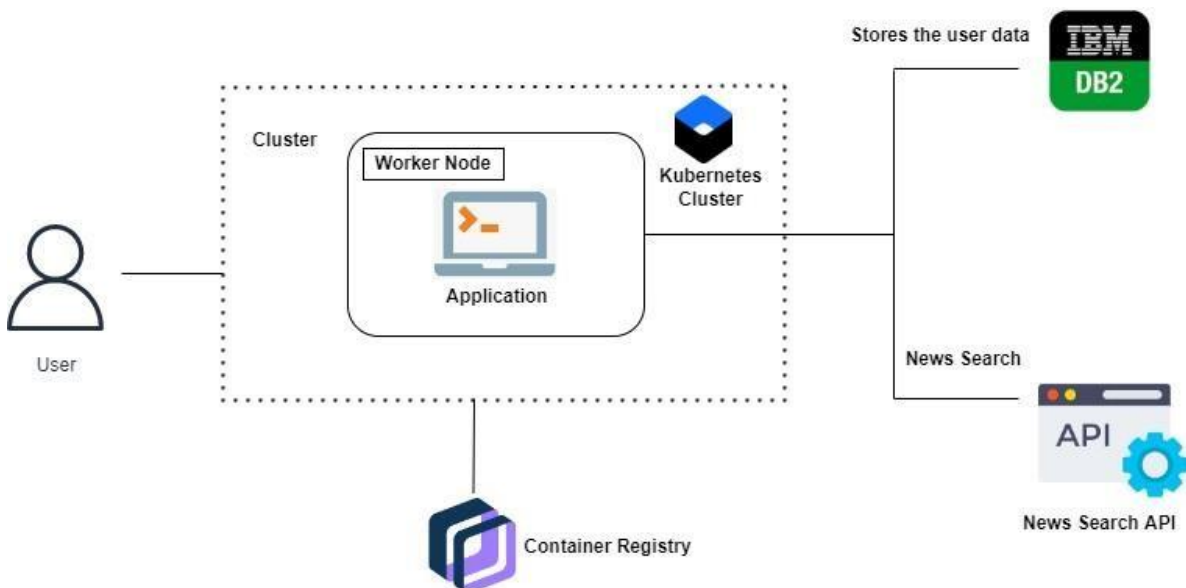 Stores the user data
IBM
DB2
Cluster
Worker Node
Kubernetes
Cluster
Application
User
News Search
API
News Search API
Container Registry